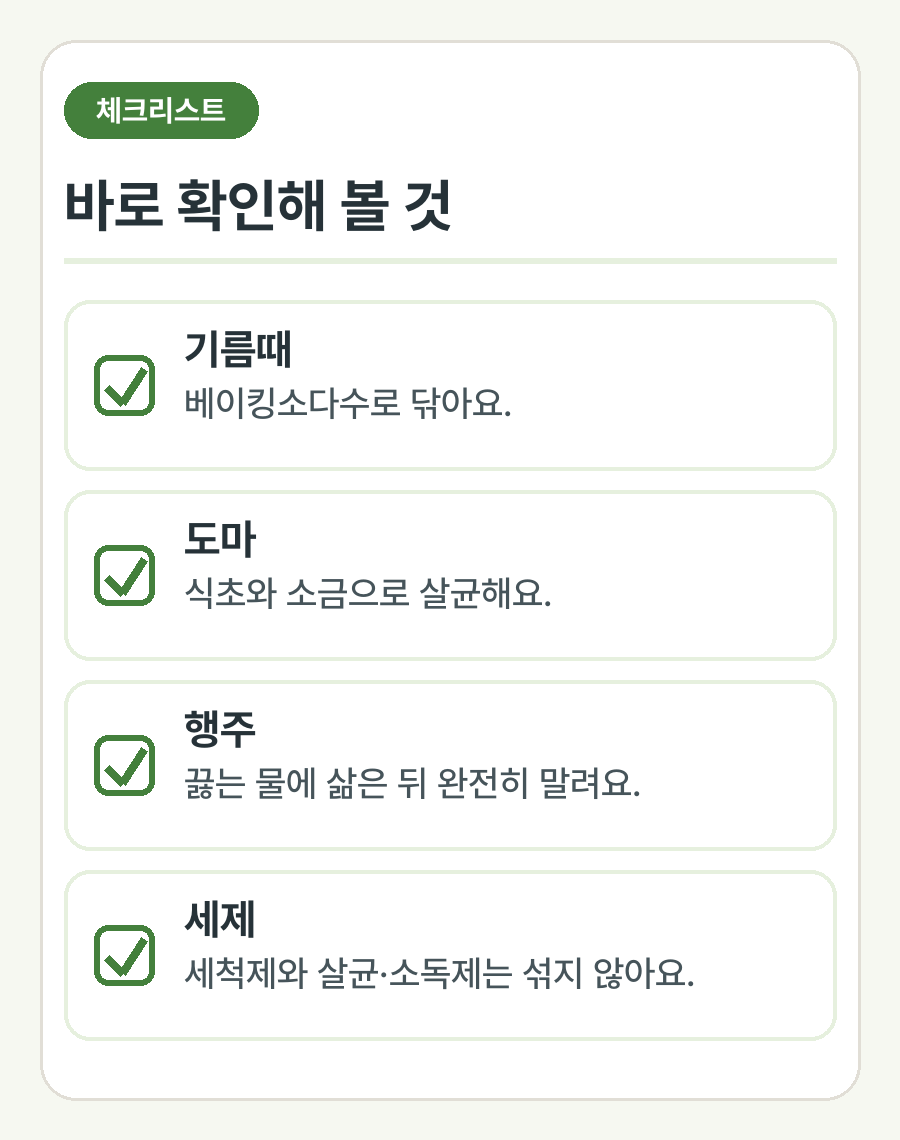 체크리스트
바로 확인해 볼 것
기름때
베이킹소다수로 닦아요.
도마
식초와 소금으로 살균해요.
행주
끓는 물에 삶은 뒤 완전히 말려요.
세제
세척제와 살균·소독제는 섞지 않아요.